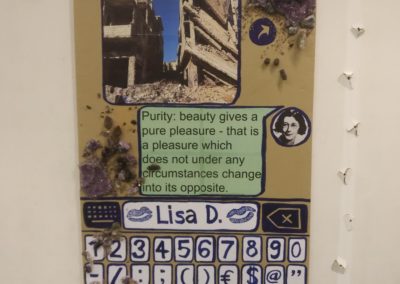 Purity: beauty gives a
pure pleasure - that is
a pleasure which
does not under any
circumstances change
into its opposite.
Lisa D.
1 2 3 4 5 6 7 8 9 0
- / : ; ( ) € $ @ "